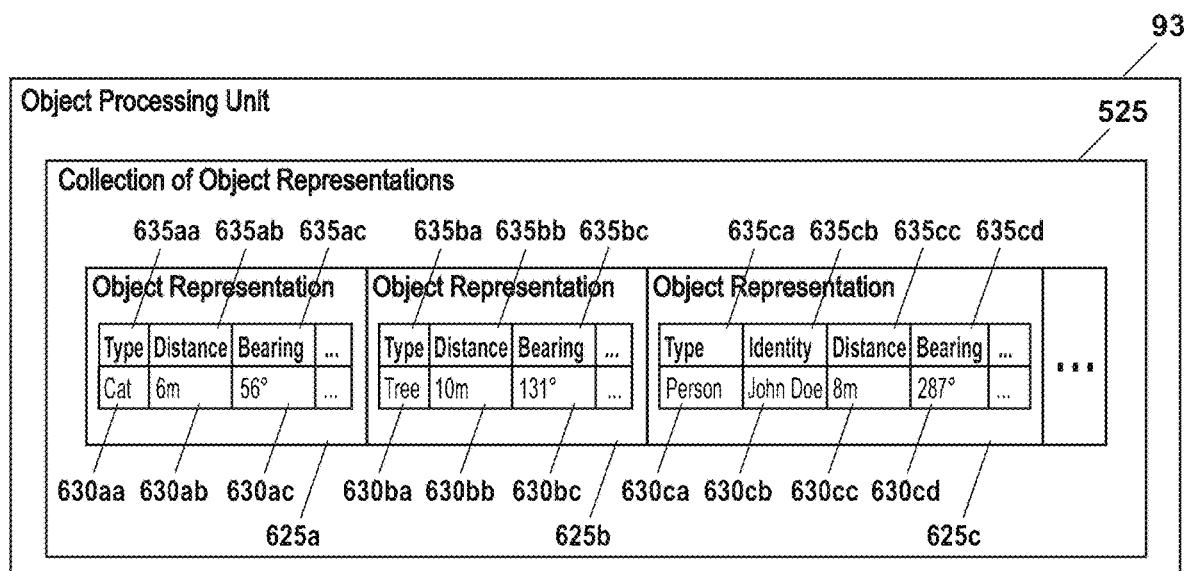 93
Object Processing Unit
525
Collection of Object Representations
635aa 635ab 635ac 635ba 635bb 635bc 635ca 635cb 635cc 635cd
Object Representation Object Representation Object Representation
Type Distance Bearing ... Type Distance Bearing ... Type Identity Distance Bearing ...
Cat 6m 56° ... Tree 10m 131° ... Person John Doe 8m 287° ...
...
630aa 630ab 630ac 630ba 630bb 630bc 630ca 630cb 630cc 630cd
625a 625b 625c